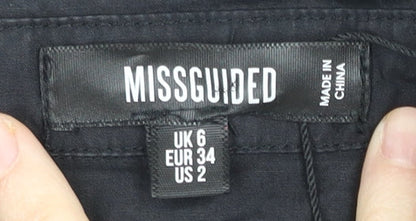 MISSGUIDED
MADE IN
CHINA
UK 6
EUR 34
US 2